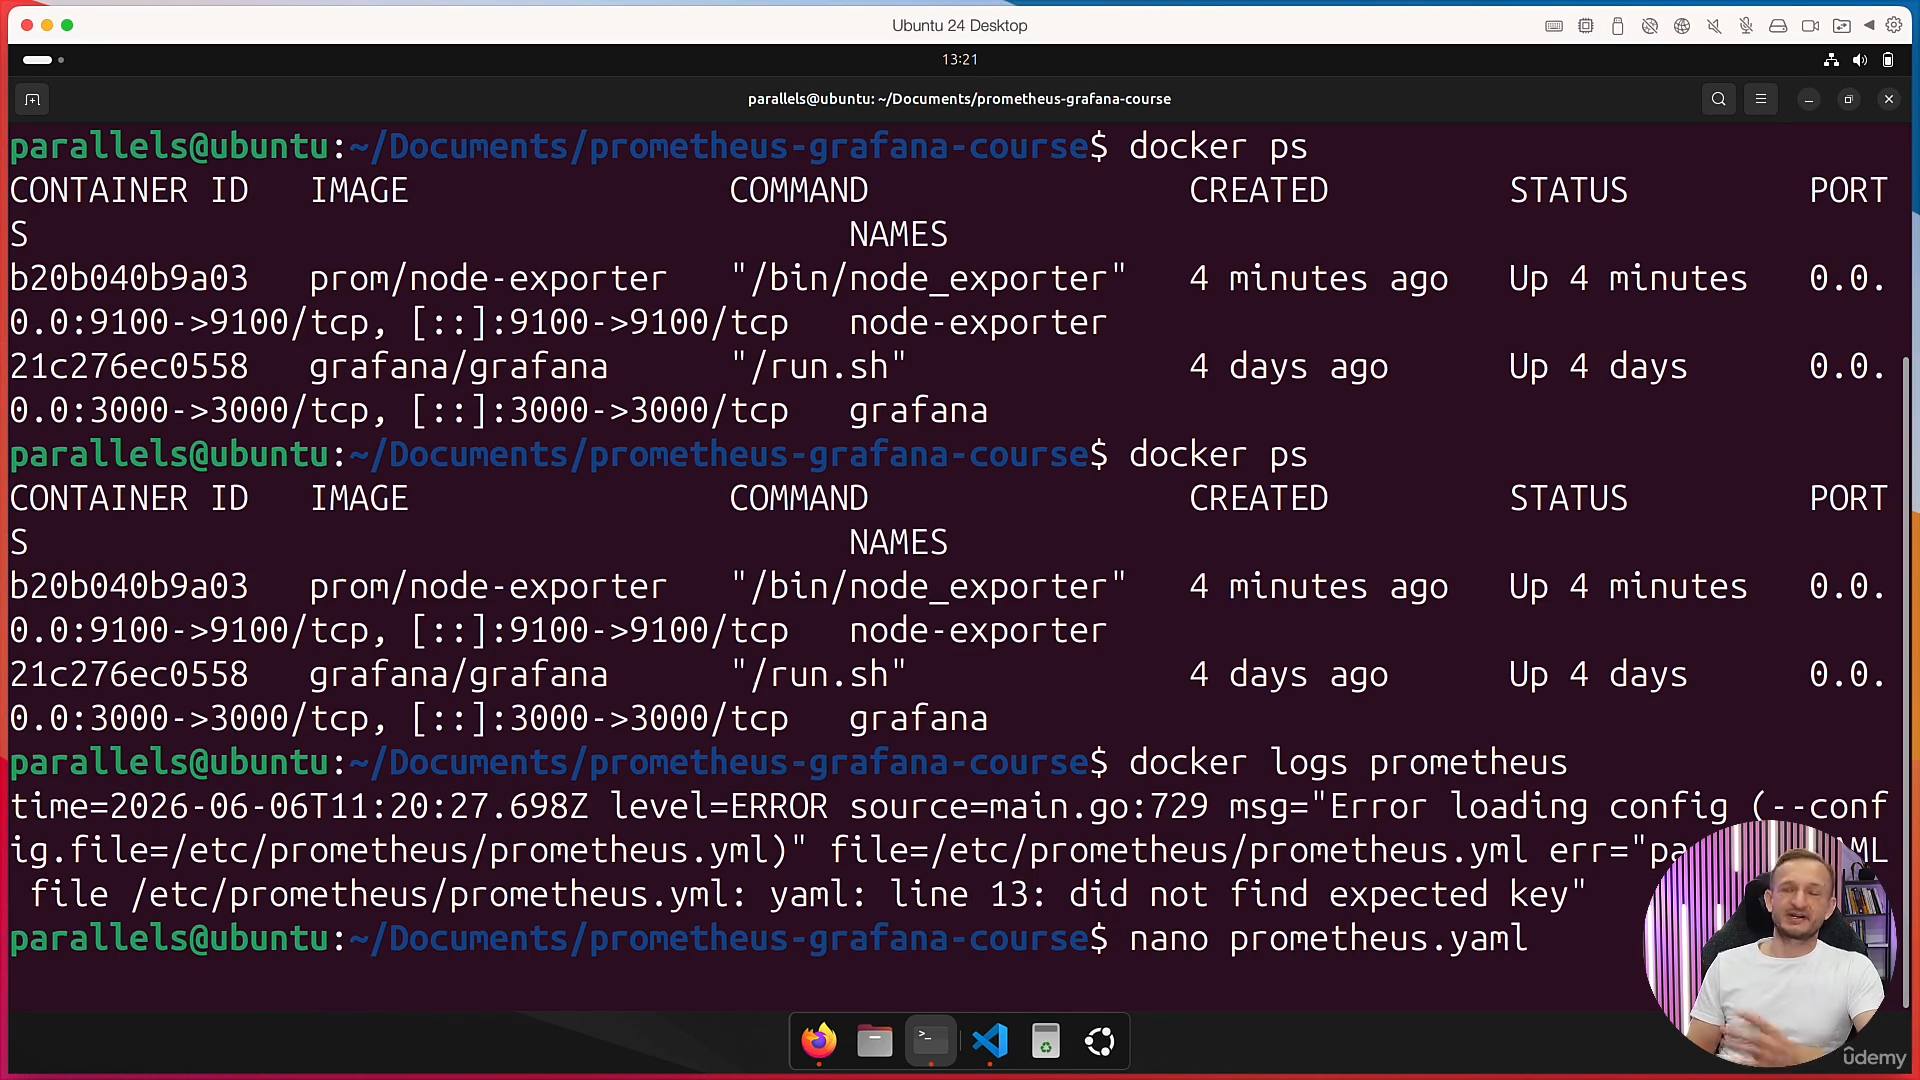 Ubuntu 24 Desktop
13:21
parallels@ubuntu: ~/Documents/prometheus-grafana-course
parallels@ubuntu:~/Documents/prometheus-grafana-course$ docker ps
CONTAINER ID   IMAGE                COMMAND                CREATED         STATUS         PORT
S                                         NAMES
b20b040b9a03   prom/node-exporter   "/bin/node_exporter"   4 minutes ago   Up 4 minutes   0.0.
0.0:9100->9100/tcp, [::]:9100->9100/tcp   node-exporter
21c276ec0558   grafana/grafana      "/run.sh"              4 days ago      Up 4 days      0.0.
0.0:3000->3000/tcp, [::]:3000->3000/tcp   grafana
parallels@ubuntu:~/Documents/prometheus-grafana-course$ docker ps
CONTAINER ID   IMAGE                COMMAND                CREATED         STATUS         PORT
S                                         NAMES
b20b040b9a03   prom/node-exporter   "/bin/node_exporter"   4 minutes ago   Up 4 minutes   0.0.
0.0:9100->9100/tcp, [::]:9100->9100/tcp   node-exporter
21c276ec0558   grafana/grafana      "/run.sh"              4 days ago      Up 4 days      0.0.
0.0:3000->3000/tcp, [::]:3000->3000/tcp   grafana
parallels@ubuntu:~/Documents/prometheus-grafana-course$ docker logs prometheus
time=2026-06-06T11:20:27.698Z level=ERROR source=main.go:729 msg="Error loading config (--conf
ig.file=/etc/prometheus/prometheus.yml)" file=/etc/prometheus/prometheus.yml
file /etc/prometheus/prometheus.yml: yaml: line 13: did not find expected key"
parallels@ubuntu:~/Documents/prometheus-grafana-course$ nano prometheus.yaml
udemy